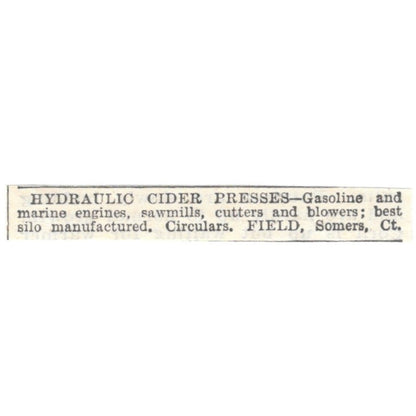 HYDRAULIC CIDER PRESSES—Gasoline and
marine engines, sawmills, cutters and blowers; best
silo manufactured. Circulars. FIELD, Somers, Ct.